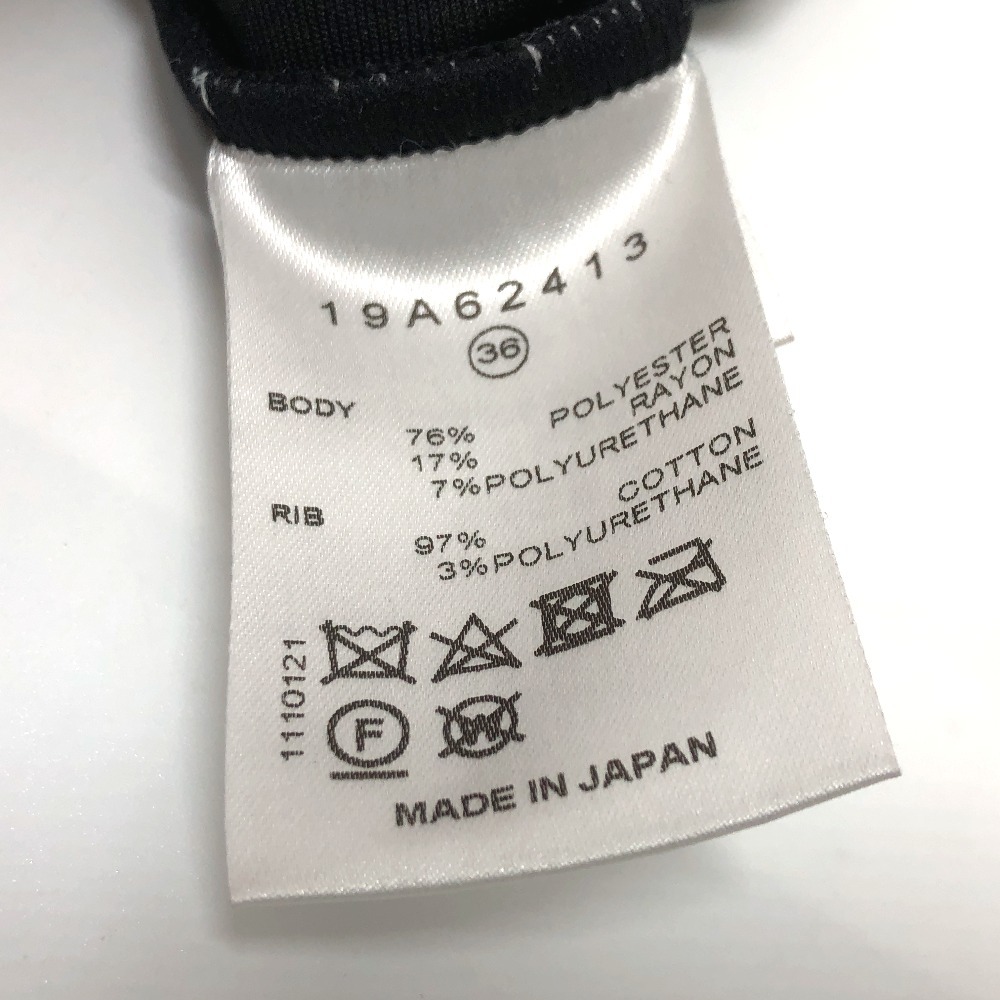 19A62413
36
BODY
76% POLYESTER
17% RAYON
7% POLYURETHANE
RIB
97% COTTON
3% POLYURETHANE
1110121
F
W
MADE IN JAPAN